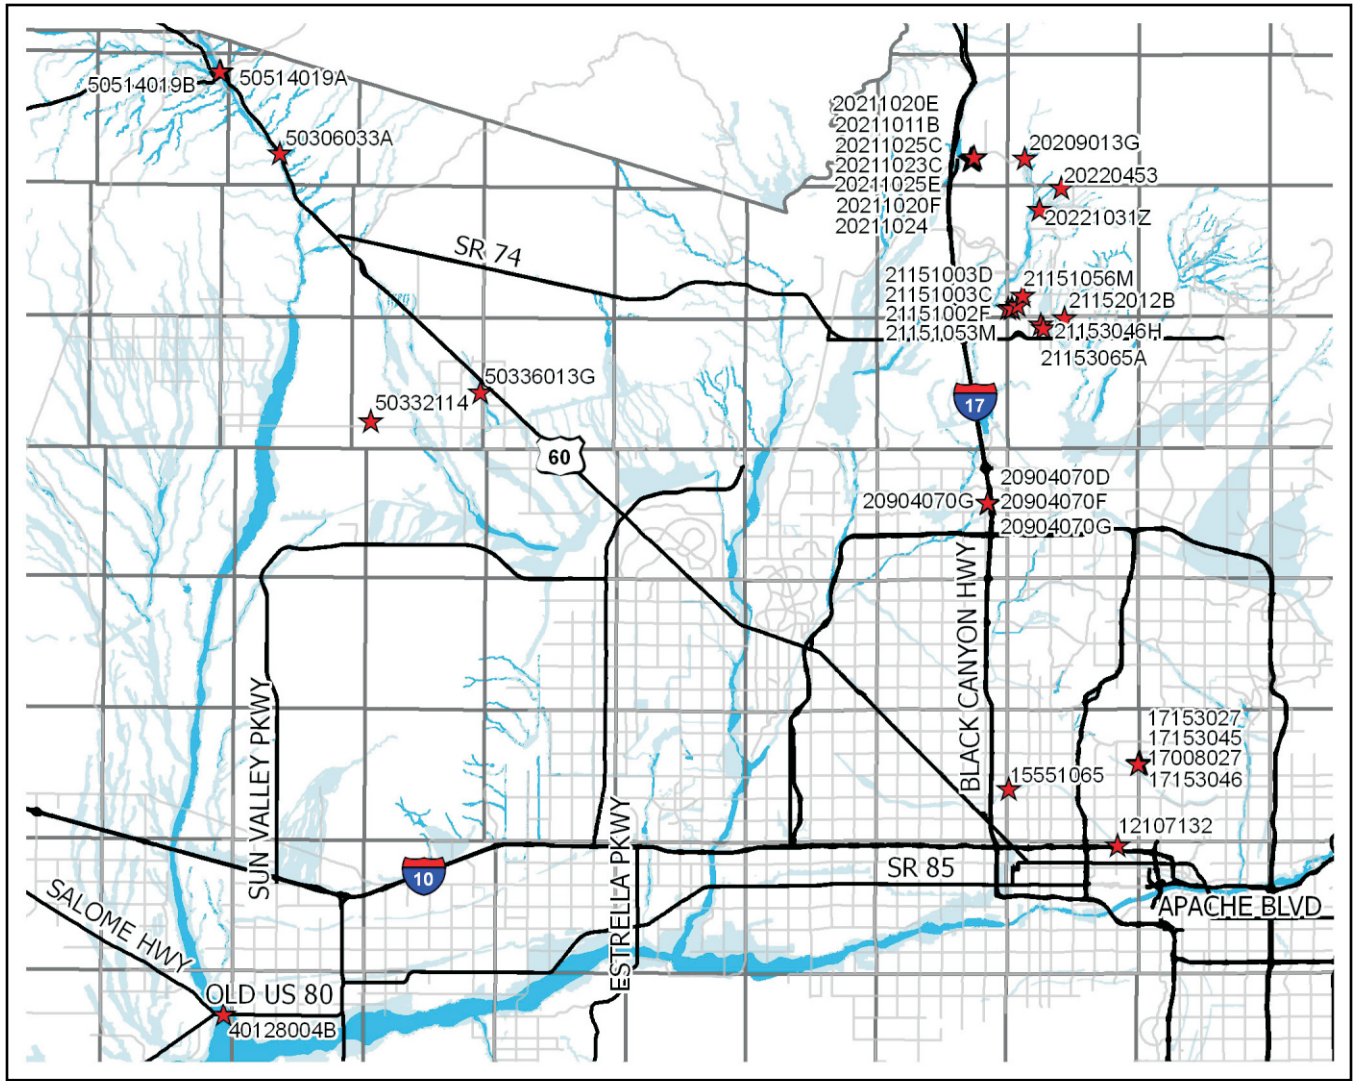 50514019B
50514019A
50306033A
20211020E
20211011B
20211025C
20211023C
20211025E
20211020F
20211024
20209013G
20220453
20221031Z
SR 74
21151003D
21151003C
21151002F
21151053M
21151056M
21152012B
21153046H
21153065A
50336013G
50332114
17
60
20904070G
20904070D
20904070F
20904070G
BLACK CANYON HWY
SUN VALLEY PKWY
ESTRELLA PKWY
17153027
17153045
17008027
17153046
15551065
12107132
10
SR 85
SALOME HWY
APACHE BLVD
OLD US 80
40128004B